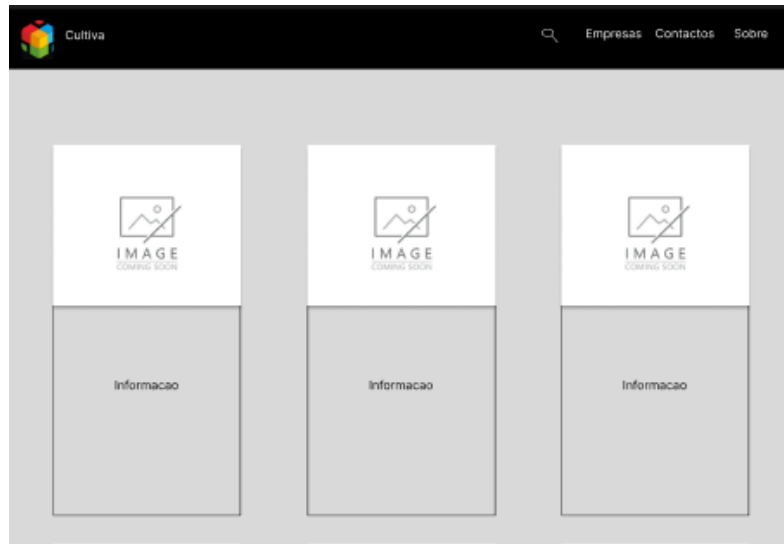 Cultiva
Empresas Contactos Sobre
IMAGE
COMING SOON
IMAGE
COMING SOON
IMAGE
COMING SOON
Informacao
Informacao
Informacao